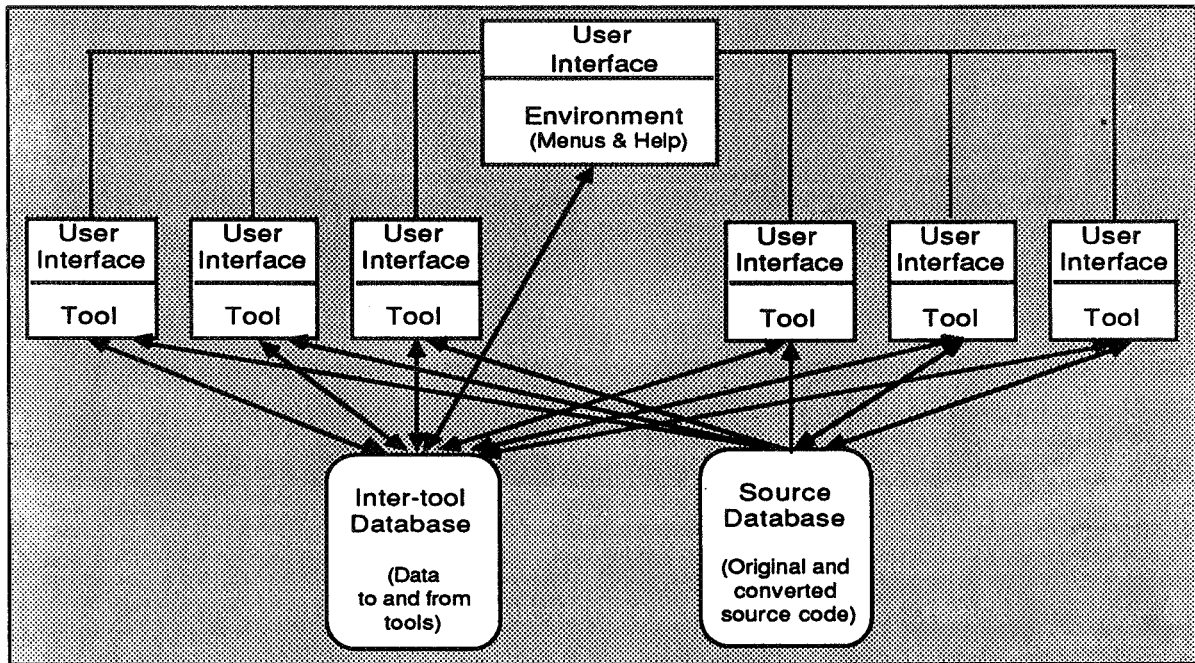 User
Interface
Environment
(Menus & Help)
User
Interface
Tool
User
Interface
Tool
User
Interface
Tool
User
Interface
Tool
User
Interface
Tool
User
Interface
Tool
Inter-tool
Database
(Data
to and from
tools)
Source
Database
(Original and
converted
source code)